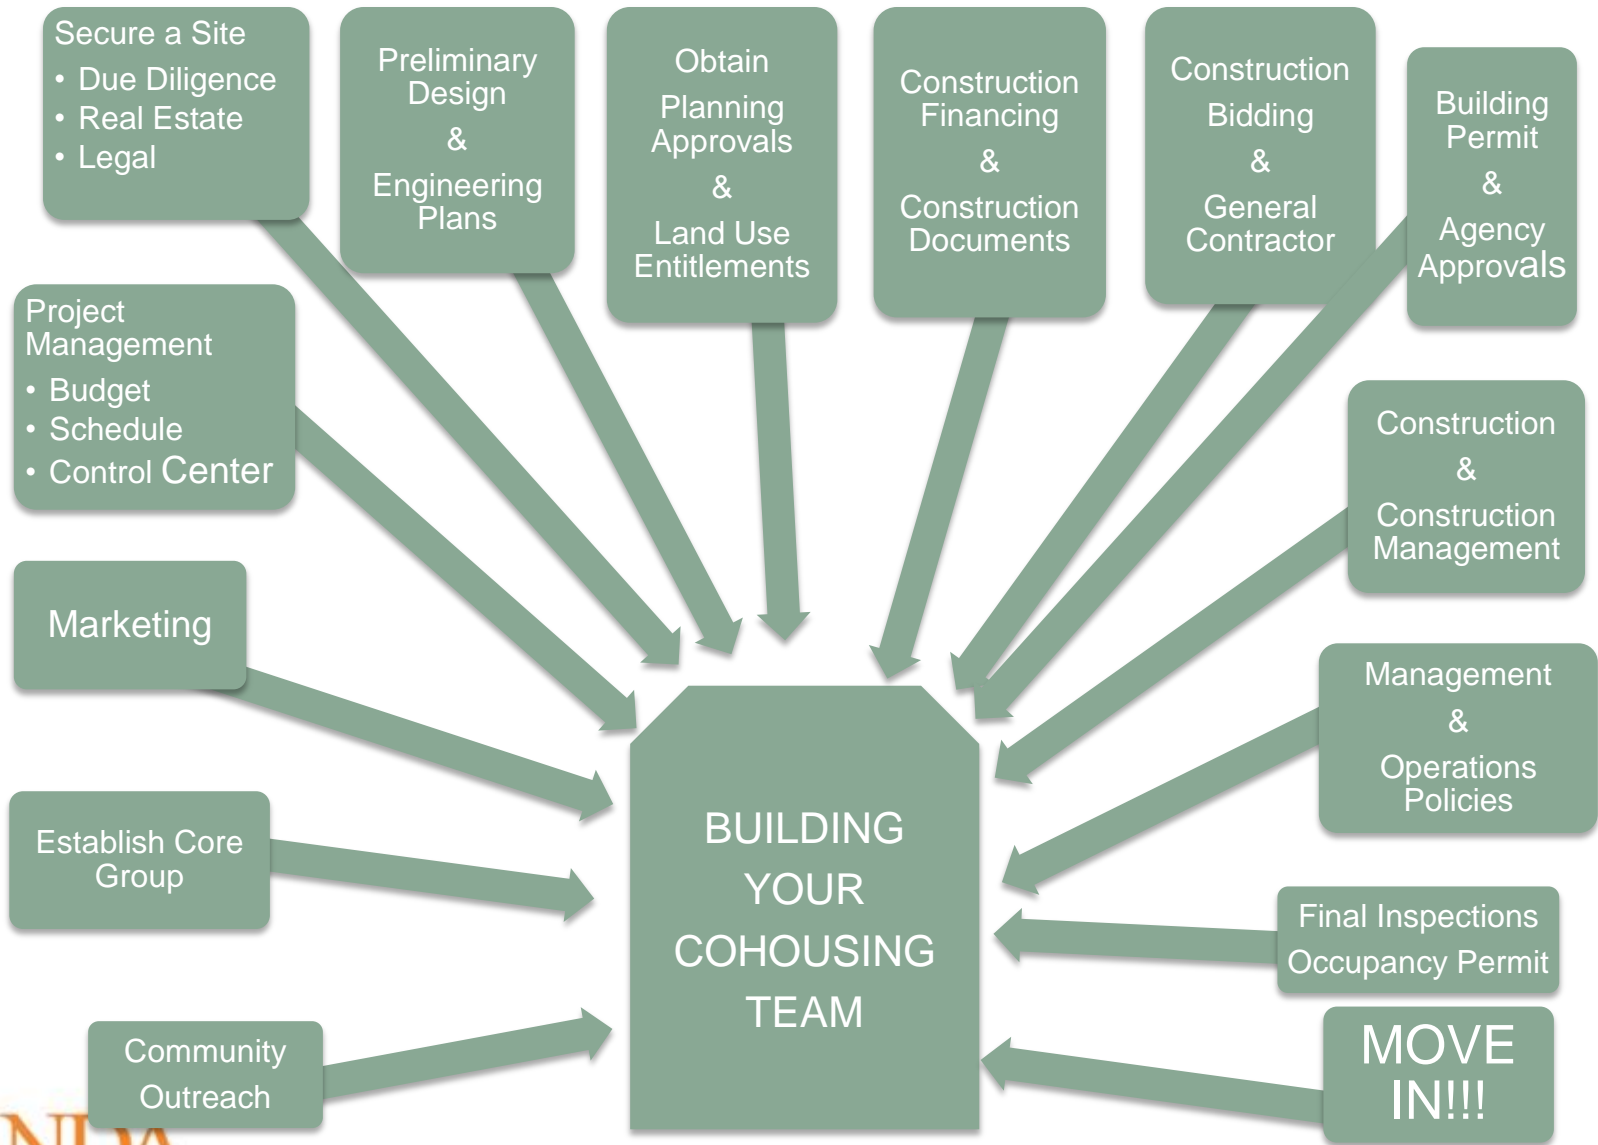 Secure a Site
• Due Diligence
• Real Estate
• Legal
Preliminary
Design
&
Engineering
Plans
Obtain
Planning
Approvals
&
Land Use
Entitlements
Construction
Financing
&
Construction
Documents
Construction
Bidding
&
General
Contractor
Building
Permit
&
Agency
Approvals
Project
Management
• Budget
• Schedule
• Control Center
Construction
&
Construction
Management
Marketing
Management
&
Operations
Policies
Establish Core
Group
BUILDING
YOUR
COHOUSING
TEAM
Final Inspections
Occupancy Permit
Community
Outreach
MOVE
IN!!!